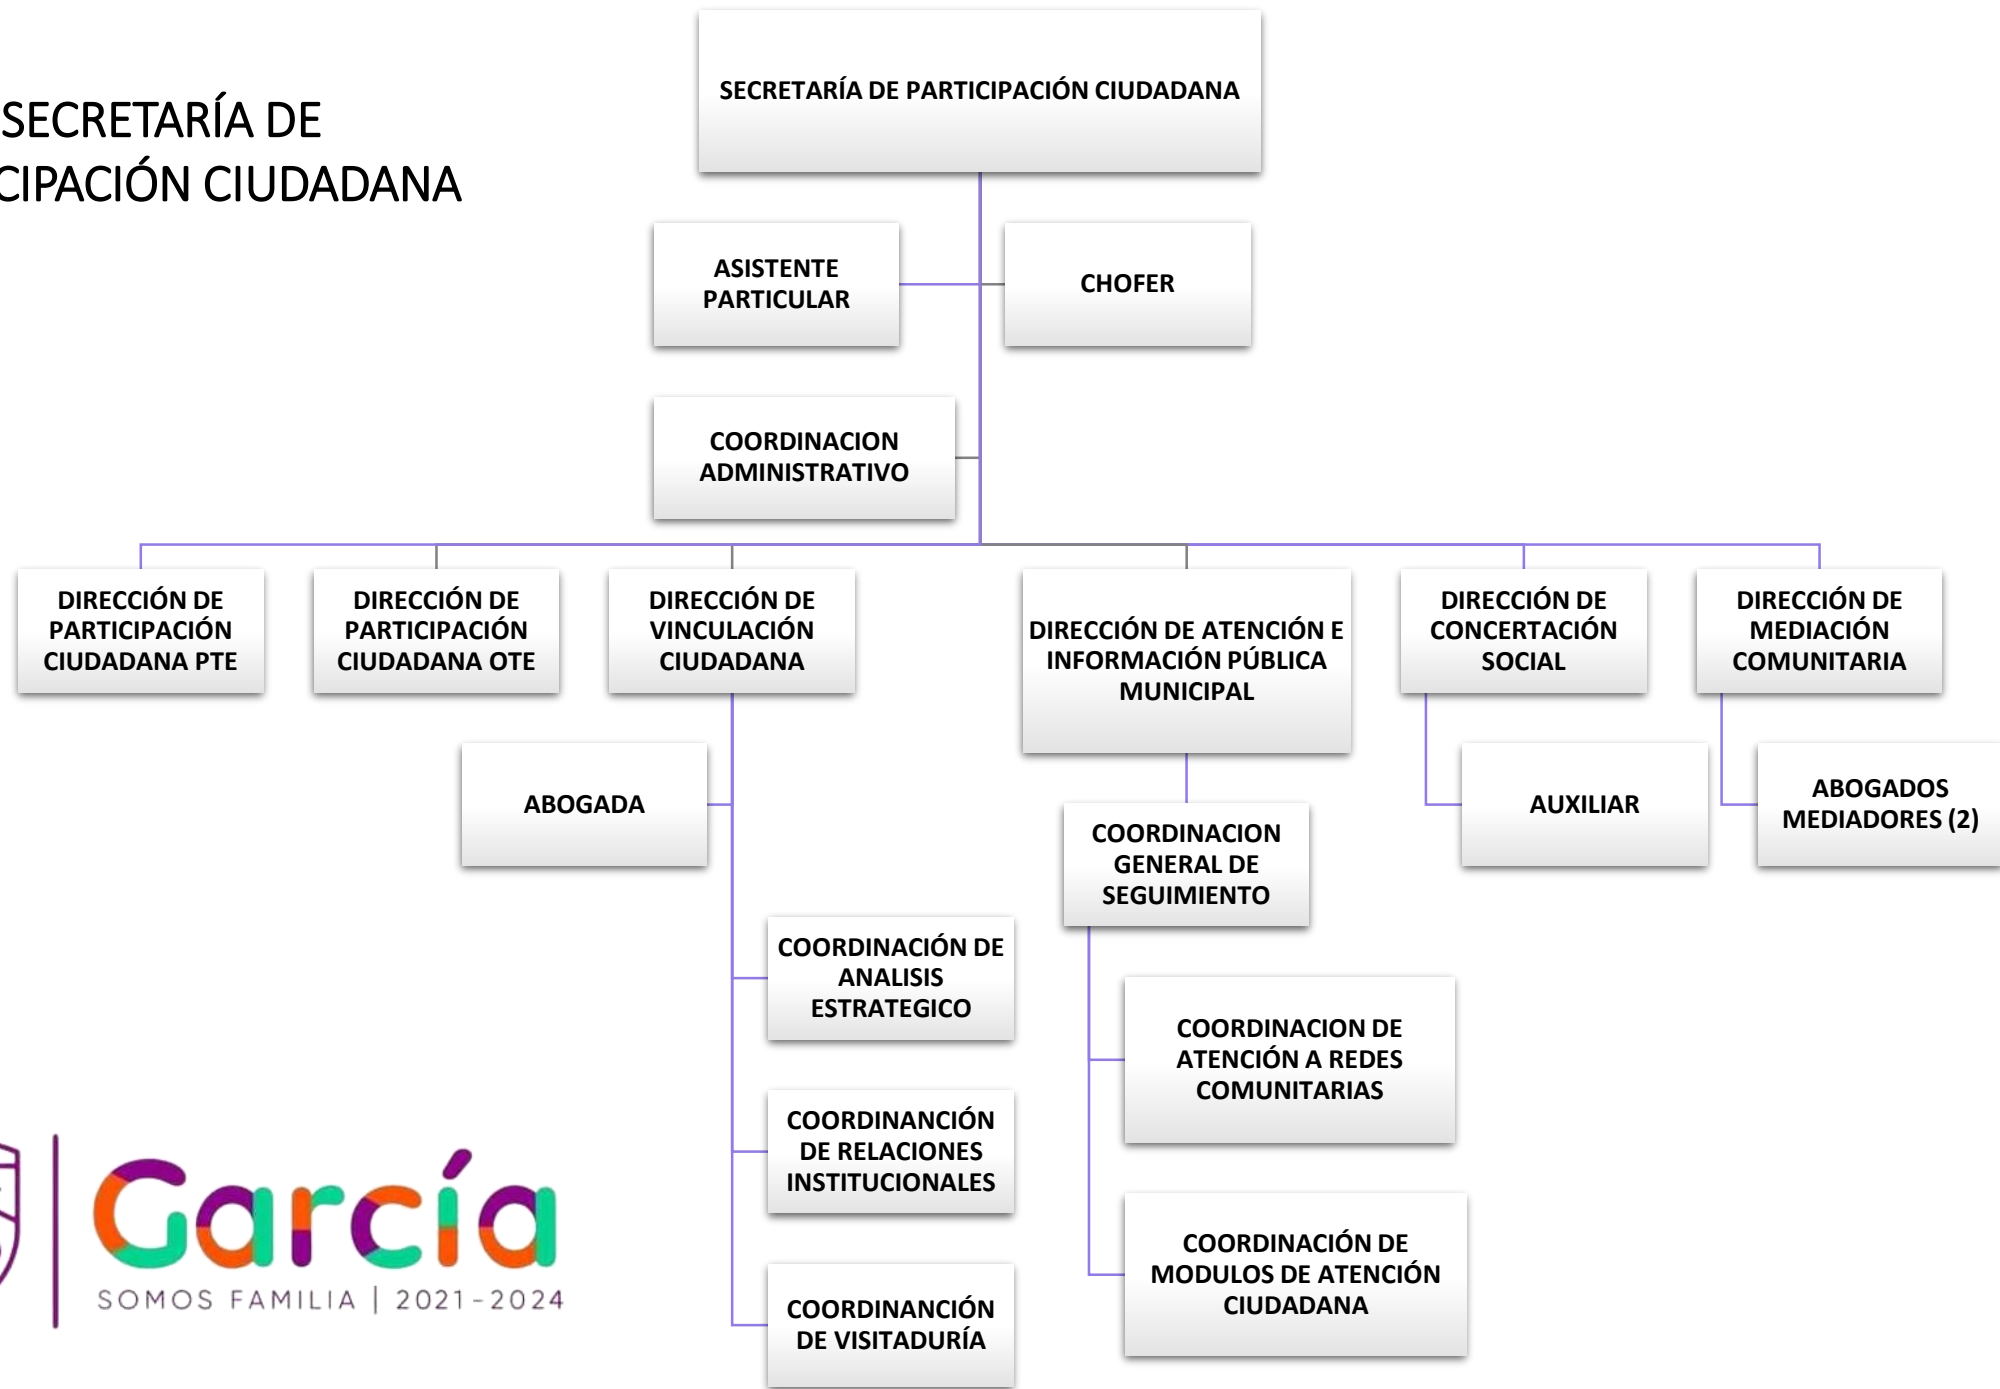 SECRETARÍA DE
CIPACIÓN CIUDADANA
SECRETARÍA DE PARTICIPACIÓN CIUDADANA
ASISTENTE
PARTICULAR
CHOFER
COORDINACION
ADMINISTRATIVO
DIRECCIÓN DE
PARTICIPACIÓN
CIUDADANA PTE
DIRECCIÓN DE
PARTICIPACIÓN
CIUDADANA OTE
DIRECCIÓN DE
VINCULACIÓN
CIUDADANA
DIRECCIÓN DE ATENCIÓN E
INFORMACIÓN PÚBLICA
MUNICIPAL
DIRECCIÓN DE
CONCERTACIÓN
SOCIAL
DIRECCIÓN DE
MEDIACIÓN
COMUNITARIA
ABOGADA
COORDINACION
GENERAL DE
SEGUIMIENTO
AUXILIAR
ABOGADOS
MEDIADORES (2)
COORDINACIÓN DE
ANALISIS
ESTRATEGICO
COORDINANCIÓN
DE RELACIONES
INSTITUCIONALES
COORDINANCIÓN
DE VISITADURÍA
COORDINACION DE
ATENCIÓN A REDES
COMUNITARIAS
COORDINACIÓN DE
MODULOS DE ATENCIÓN
CIUDADANA
García
SOMOS FAMILIA | 2021-2024